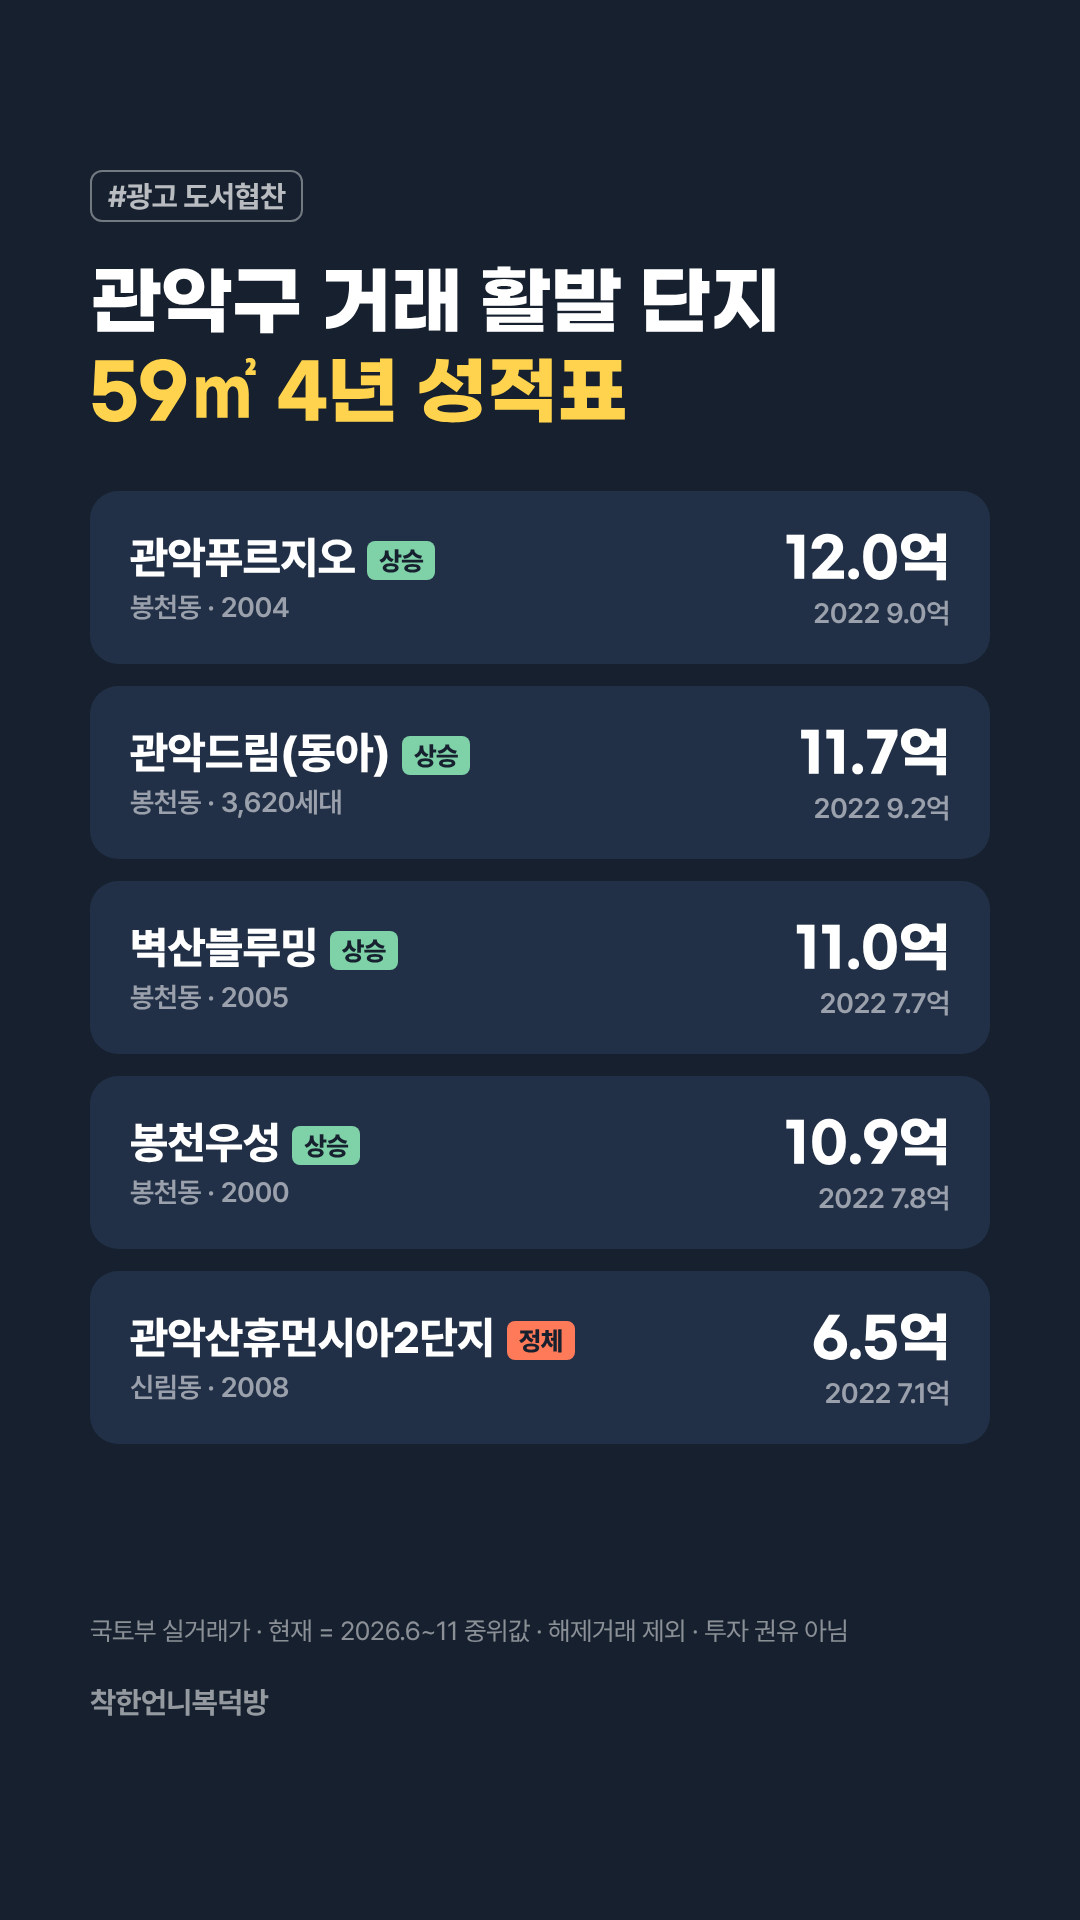 #광고 도서협찬
관악구 거래 활발 단지
59㎡ 4년 성적표
관악푸르지오 상승
봉천동 · 2004
12.0억
2022 9.0억
관악드림(동아) 상승
봉천동 · 3,620세대
11.7억
2022 9.2억
벽산블루밍 상승
봉천동 · 2005
11.0억
2022 7.7억
봉천우성 상승
봉천동 · 2000
10.9억
2022 7.8억
관악산휴먼시아2단지 정체
신림동 · 2008
6.5억
2022 7.1억
국토부 실거래가 · 현재 = 2026.6~11 중위값 · 해제거래 제외 · 투자 권유 아님
착한언니복덕방